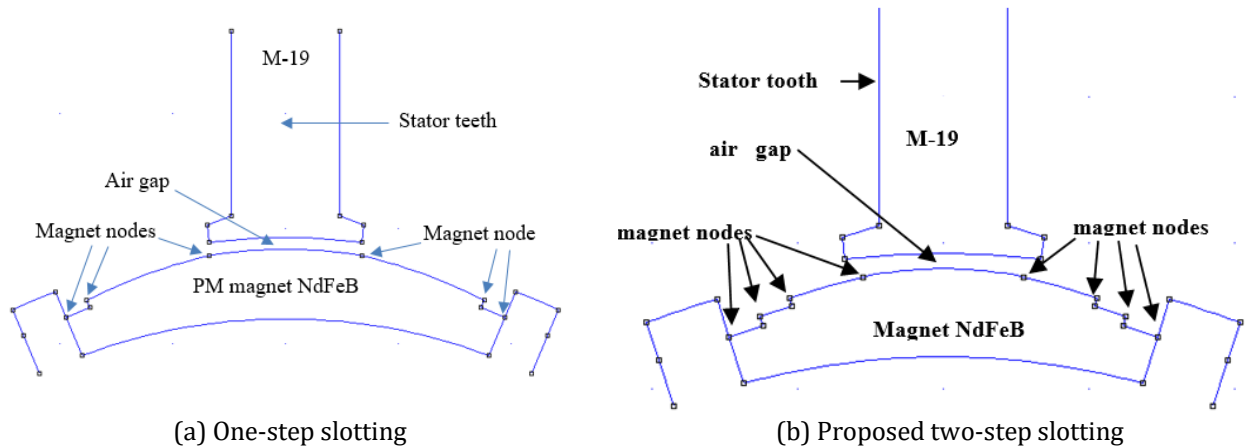 M-19
Stator teeth
Air gap
Magnet nodes
Magnet node
PM magnet NdFeB
(a) One-step slotting
Stator tooth
M-19
air gap
magnet nodes
magnet nodes
Magnet NdFeB
(b) Proposed two-step slotting